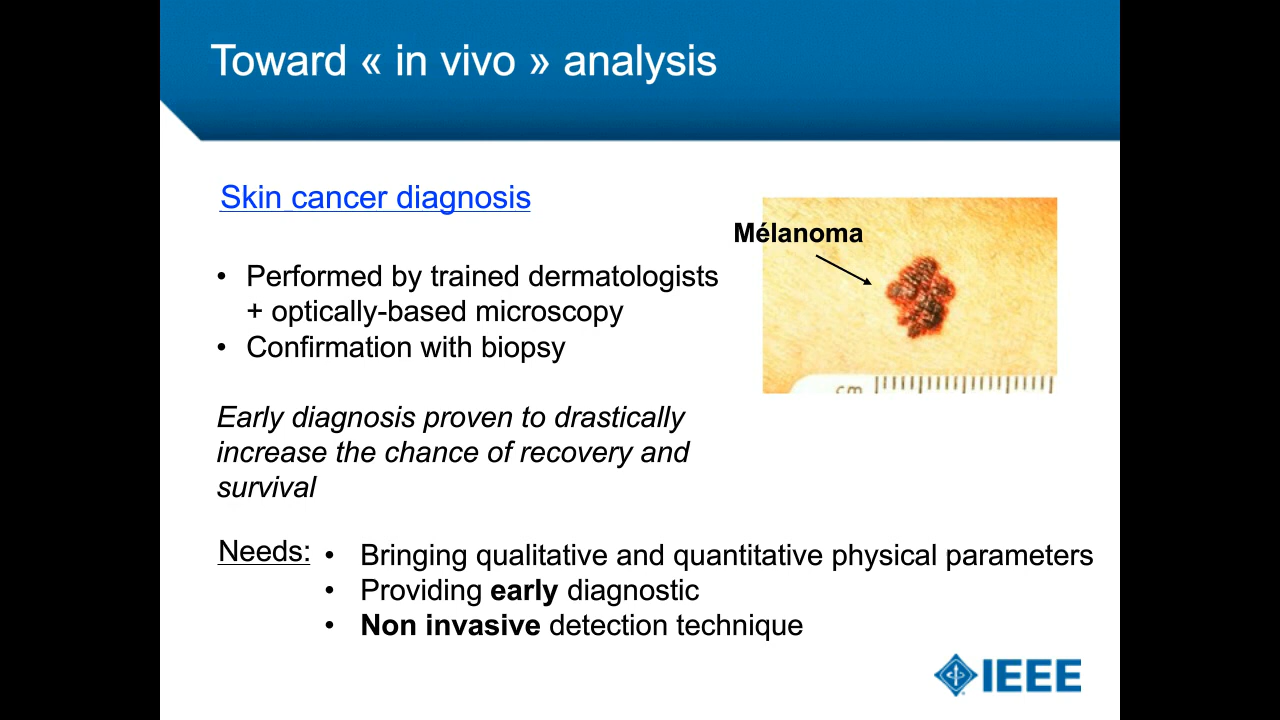 Toward « in vivo » analysis
Skin cancer diagnosis
Mélanoma
• Performed by trained dermatologists
+ optically-based microscopy
• Confirmation with biopsy
cm
Early diagnosis proven to drastically
increase the chance of recovery and
survival
Needs:
• Bringing qualitative and quantitative physical parameters
• Providing early diagnostic
• Non invasive detection technique
IEEE